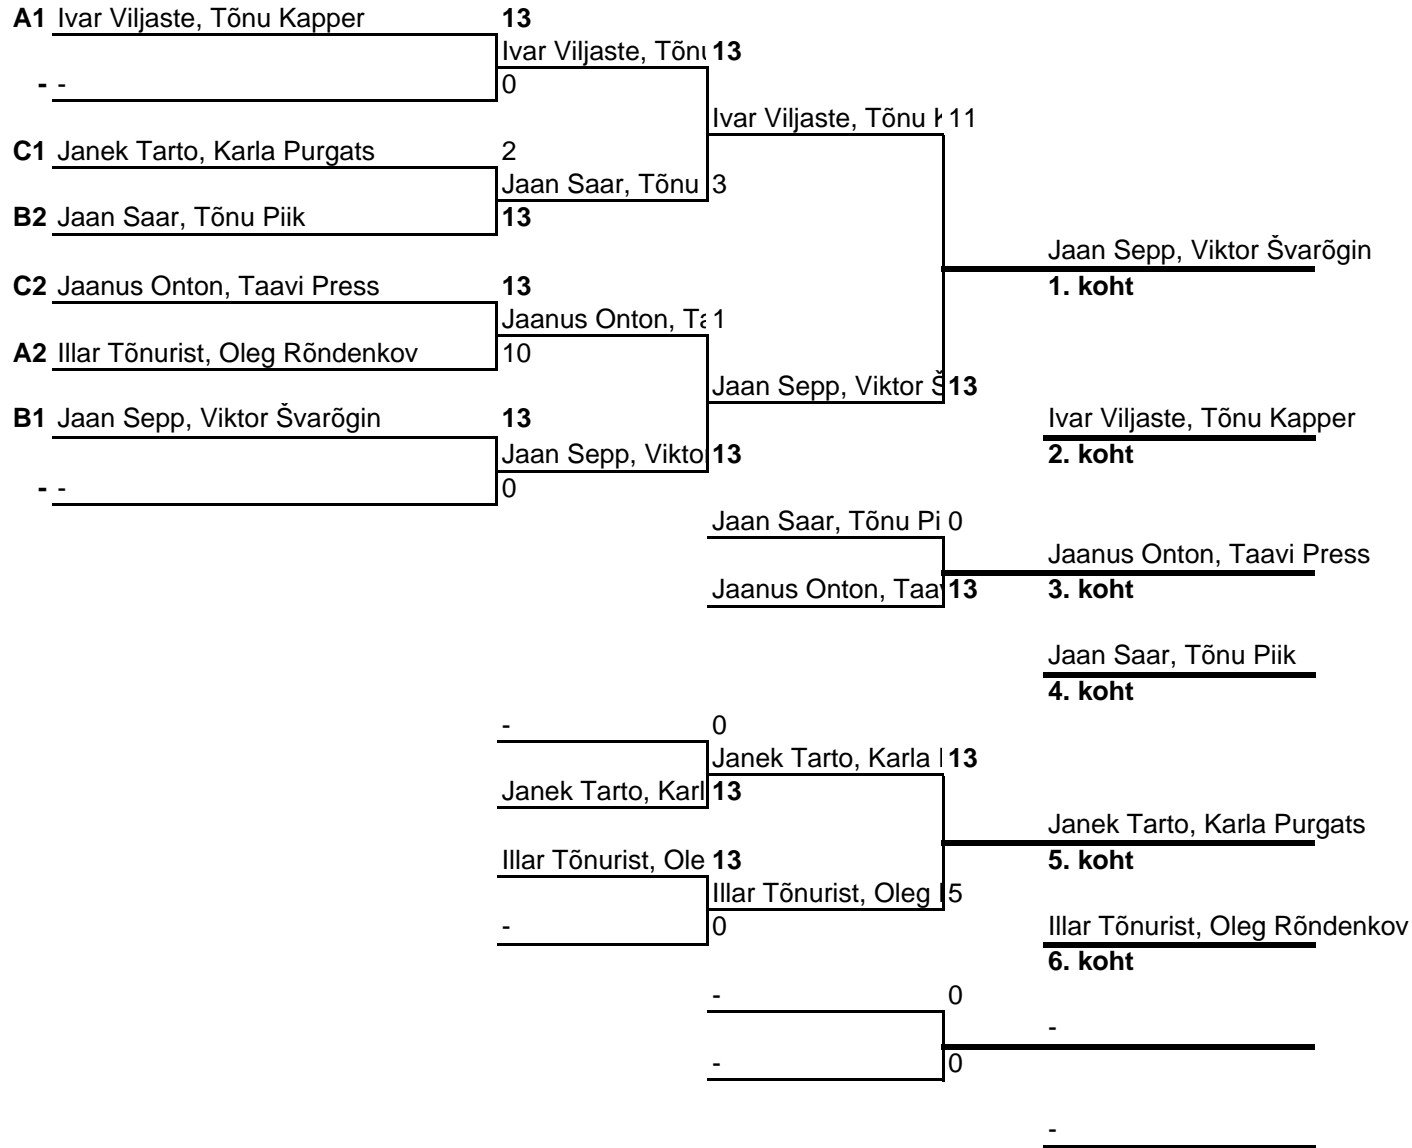 A1 Ivar Viljaste, Tõnu Kapper 13
Ivar Viljaste, Tõnu 13
- - 0
Ivar Viljaste, Tõnu K 11
C1 Janek Tarto, Karla Purgats 2
Jaan Saar, Tõnu 3
B2 Jaan Saar, Tõnu Piik 13
Jaan Sepp, Viktor Švarõgin
C2 Jaanus Onton, Taavi Press 13 1. koht
Jaanus Onton, Ta 1
A2 Illar Tõnurist, Oleg Rõndenkov 10
Jaan Sepp, Viktor Š 13
B1 Jaan Sepp, Viktor Švarõgin 13 Ivar Viljaste, Tõnu Kapper
Jaan Sepp, Vikto 13 2. koht
- - 0
Jaan Saar, Tõnu Pi 0
Jaanus Onton, Taavi Press
Jaanus Onton, Taav 13 3. koht
Jaan Saar, Tõnu Piik
4. koht
- 0
Janek Tarto, Karla 13
Janek Tarto, Karl 13
Janek Tarto, Karla Purgats
Illar Tõnurist, Ole 13 5. koht
Illar Tõnurist, Oleg 5
- 0 Illar Tõnurist, Oleg Rõndenkov
6. koht
- 0
-
- 0
-